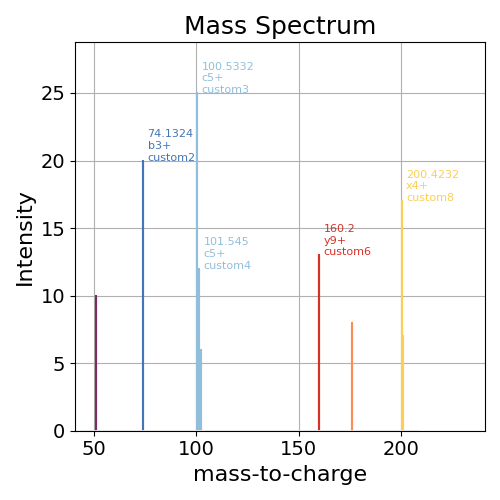 Mass Spectrum
100.5332
c5+
custom3
74.1324
b3+
custom2
200.4232
x4+
custom8
160.2
y9+
custom6
101.545
c5+
custom4
Intensity
25
20
15
10
5
0
50
100
150
200
mass-to-charge